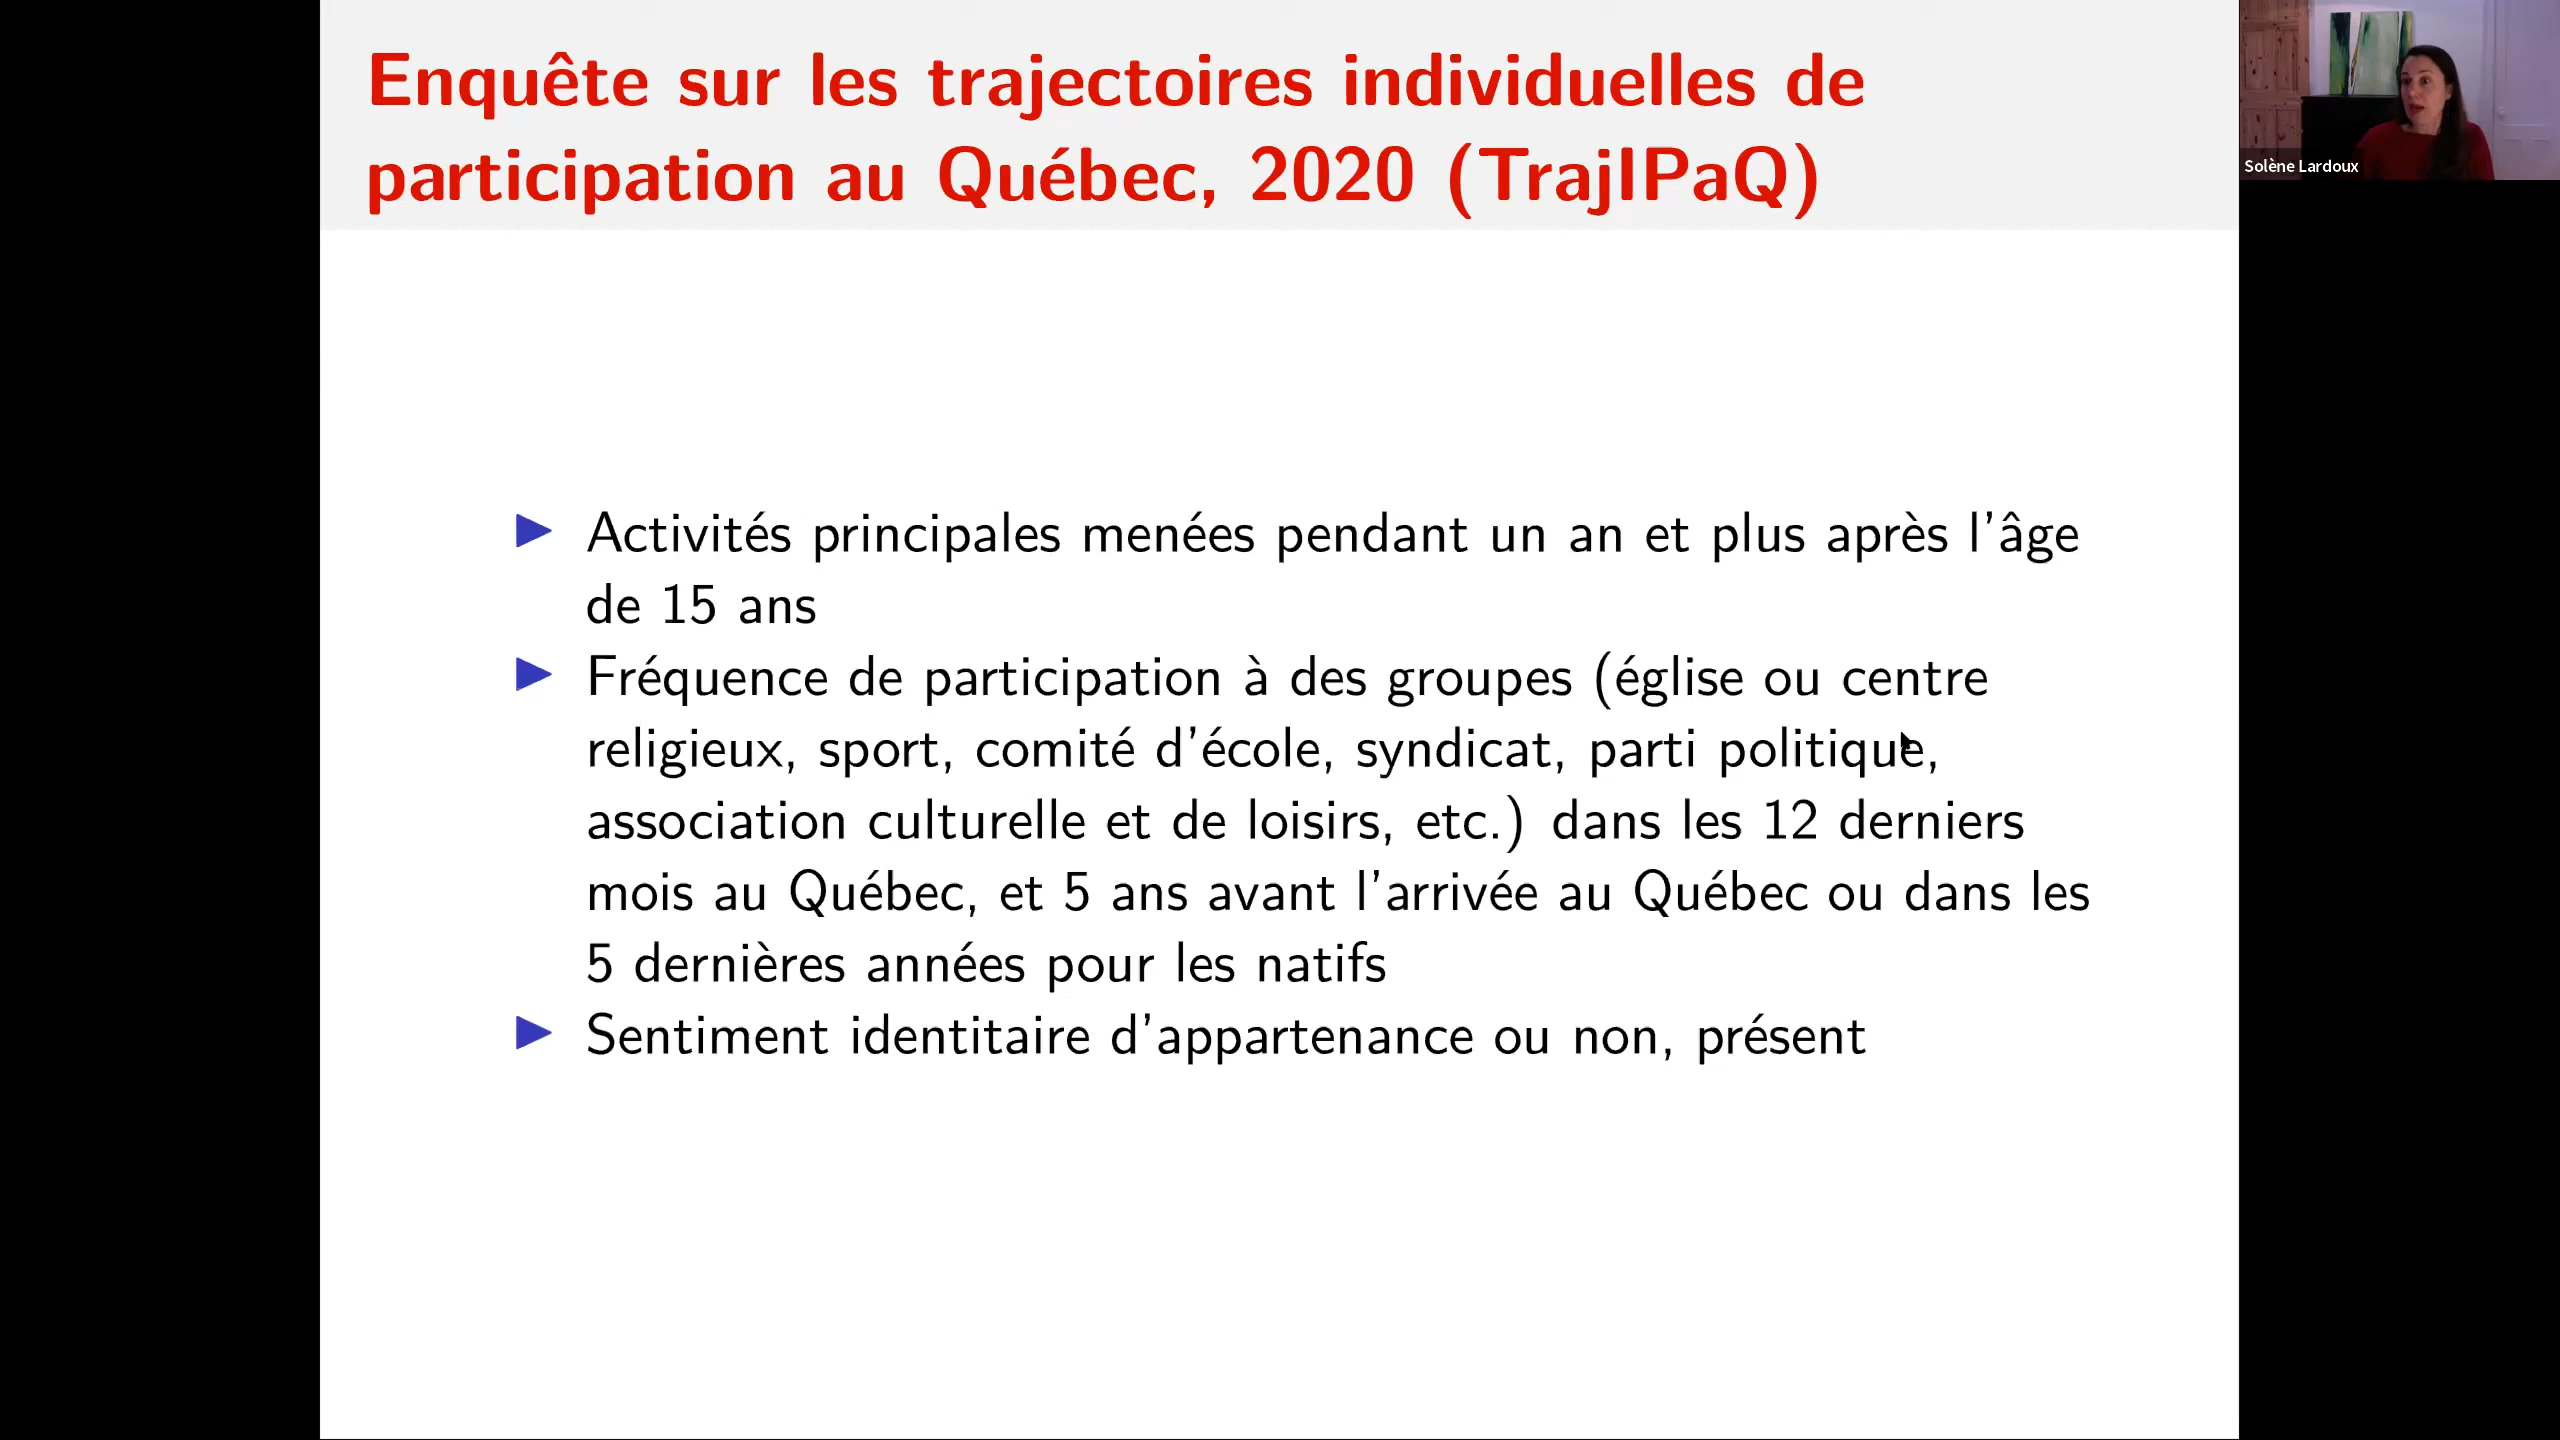 Enquête sur les trajectoires individuelles de
participation au Québec, 2020 (TrajIPaQ)
Solène Lardoux
▶ Activités principales menées pendant un an et plus après l'âge
de 15 ans
▶ Fréquence de participation à des groupes (église ou centre
religieux, sport, comité d'école, syndicat, parti politique,
association culturelle et de loisirs, etc.) dans les 12 derniers
mois au Québec, et 5 ans avant l'arrivée au Québec ou dans les
5 dernières années pour les natifs
▶ Sentiment identitaire d'appartenance ou non, présent